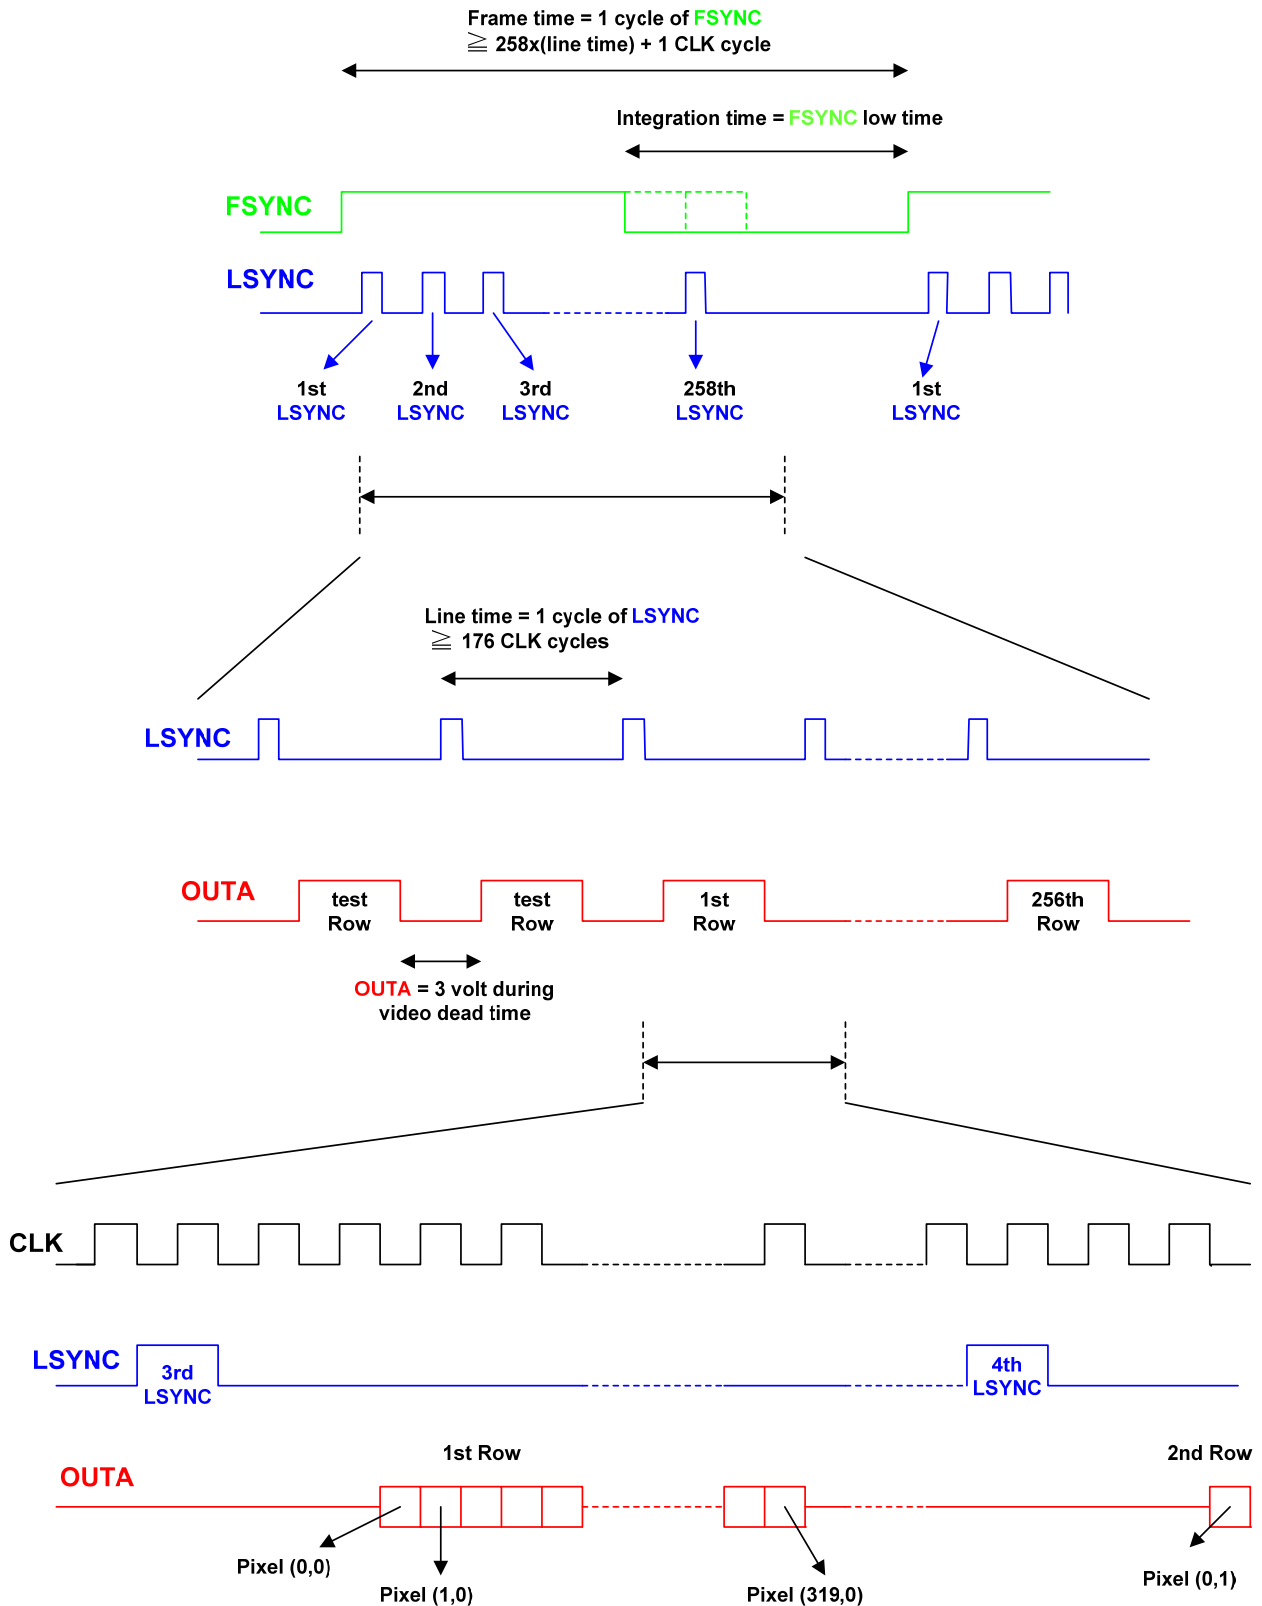 Frame time = 1 cycle of FSYNC
≧ 258x(line time) + 1 CLK cycle
Integration time = FSYNC low time
FSYNC
LSYNC
1st 2nd 3rd 258th 1st
LSYNC LSYNC LSYNC LSYNC LSYNC
Line time = 1 cycle of LSYNC
≧ 176 CLK cycles
LSYNC
OUTA
test test 1st 256th
Row Row Row Row
OUTA = 3 volt during
video dead time
CLK
LSYNC
3rd 4th
LSYNC LSYNC
1st Row 2nd Row
OUTA
Pixel (0,0)
Pixel (1,0)
Pixel (319,0)
Pixel (0,1)